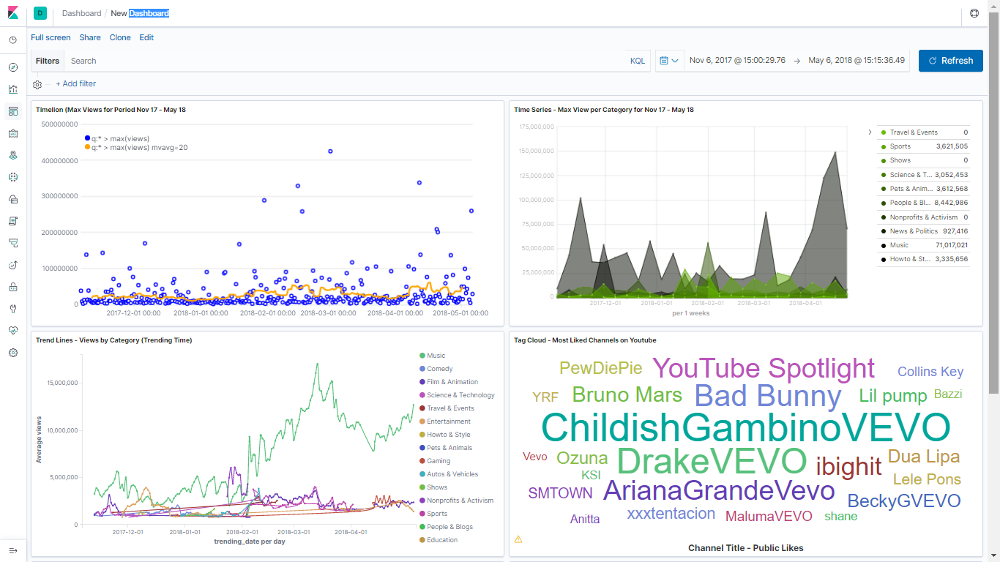 D Dashboard / New Dashboard
Full screen Share Clone Edit
Filters Search KQL Nov 6, 2017 @ 15:00:29.76 → May 6, 2018 @ 15:15:36.49 Refresh
+ Add filter
Timelion (Max Views for Period Nov 17 - May 18
500000000
400000000
300000000
200000000
100000000
0
q:* > max(views)
q:* > max(views) mvavg=20
2017-12-01 00:00 2018-01-01 00:00 2018-02-01 00:00 2018-03-01 00:00 2018-04-01 00:00 2018-05-01 00:00
Time Series - Max View per Category for Nov 17 - May 18
175,000,000
150,000,000
125,000,000
100,000,000
75,000,000
50,000,000
25,000,000
0
2017-12-01 2018-01-01 2018-02-01 2018-03-01 2018-04-01
per 1 weeks
Travel & Events 0
Sports 3,621,505
Shows 0
Science & T... 3,052,453
Pets & Anim... 3,612,568
People & Bl... 8,442,986
Nonprofits & Activism 0
News & Politics 927,416
Music 71,017,021
Howto & St... 3,335,656
Trend Lines - Views by Category (Trending Time)
Average views
15,000,000
10,000,000
5,000,000
0
2017-12-01 2018-01-01 2018-02-01 2018-03-01 2018-04-01
trending_date per day
Music
Comedy
Film & Animation
Science & Technology
Travel & Events
Entertainment
Howto & Style
Pets & Animals
Gaming
Autos & Vehicles
Shows
Nonprofits & Activism
Sports
People & Blogs
Education
Tag Cloud - Most Liked Channels on Youtube
PewDiePie YouTube Spotlight Collins Key
YRF Bruno Mars Bad Bunny Lil pump Bazzi
ChildishGambinoVEVO
Vevo Ozuna DrakeVEVO ibighit Dua Lipa
KSI Lele Pons
SMTOWN ArianaGrandeVevo BeckyGVEVO
Anitta xxxtentacion MalumaVEVO shane
Channel Title - Public Likes